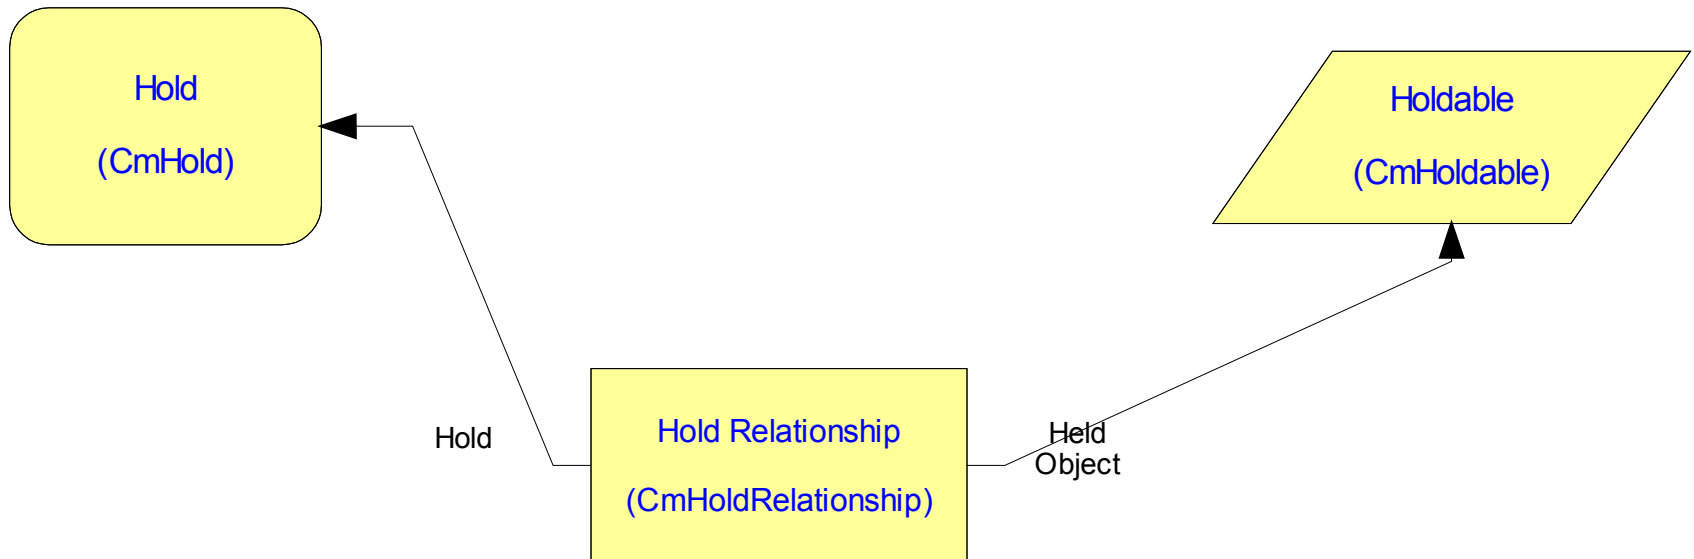 Hold
(CmHold)
Holdable
(CmHoldable)
Hold
Hold Relationship
(CmHoldRelationship)
Held
Object